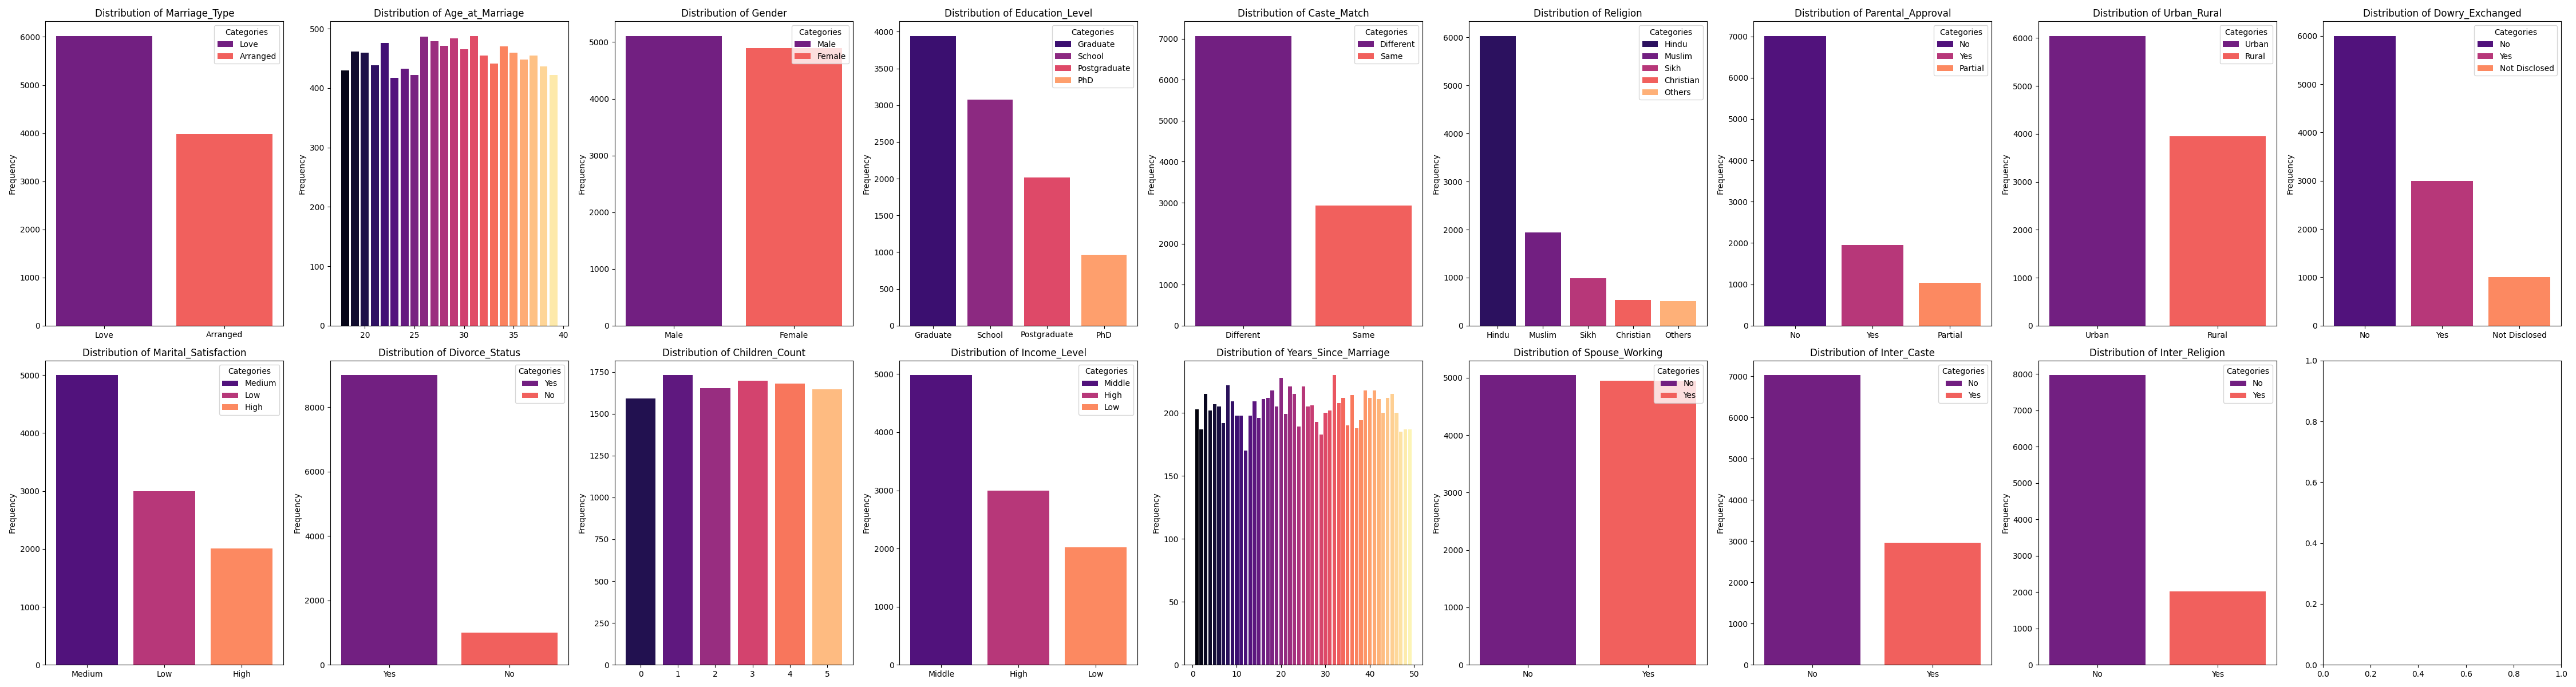 Distribution of Marriage_Type
Frequency
6000
5000
4000
3000
2000
1000
0
Categories
Love
Arranged
Love Arranged
Distribution of Age_at_Marriage
500
400
300
200
100
0
20 25 30 35 40
Distribution of Gender
Frequency
5000
4000
3000
2000
1000
0
Categories
Male
Female
Male Female
Distribution of Education_Level
Frequency
4000
3500
3000
2500
2000
1500
1000
500
0
Categories
Graduate
School
Postgraduate
PhD
Graduate School Postgraduate PhD
Distribution of Caste_Match
Frequency
7000
6000
5000
4000
3000
2000
1000
0
Categories
Different
Same
Different Same
Distribution of Religion
Frequency
6000
5000
4000
3000
2000
1000
0
Categories
Hindu
Muslim
Sikh
Christian
Others
Hindu Muslim Sikh Christian Others
Distribution of Parental_Approval
Frequency
7000
6000
5000
4000
3000
2000
1000
0
Categories
No
Yes
Partial
No Yes Partial
Distribution of Urban_Rural
Frequency
6000
5000
4000
3000
2000
1000
0
Categories
Urban
Rural
Urban Rural
Distribution of Dowry_Exchanged
Frequency
6000
5000
4000
3000
2000
1000
0
Categories
No
Yes
Not Disclosed
No Yes Not Disclosed
Distribution of Marital_Satisfaction
Frequency
5000
4000
3000
2000
1000
0
Categories
Medium
Low
High
Medium Low High
Distribution of Divorce_Status
Frequency
8000
6000
4000
2000
0
Categories
Yes
No
Yes No
Distribution of Children_Count
1750
1500
1250
1000
750
500
250
0
0 1 2 3 4 5
Distribution of Income_Level
Frequency
5000
4000
3000
2000
1000
0
Categories
Middle
High
Low
Middle High Low
Distribution of Years_Since_Marriage
200
150
100
50
0
0 10 20 30 40 50
Distribution of Spouse_Working
Frequency
5000
4000
3000
2000
1000
0
Categories
No
Yes
No Yes
Distribution of Inter_Caste
Frequency
7000
6000
5000
4000
3000
2000
1000
0
Categories
No
Yes
No Yes
Distribution of Inter_Religion
Frequency
8000
7000
6000
5000
4000
3000
2000
1000
0
Categories
No
Yes
No Yes
1.0
0.8
0.6
0.4
0.2
0.0
0.0 0.2 0.4 0.6 0.8 1.0